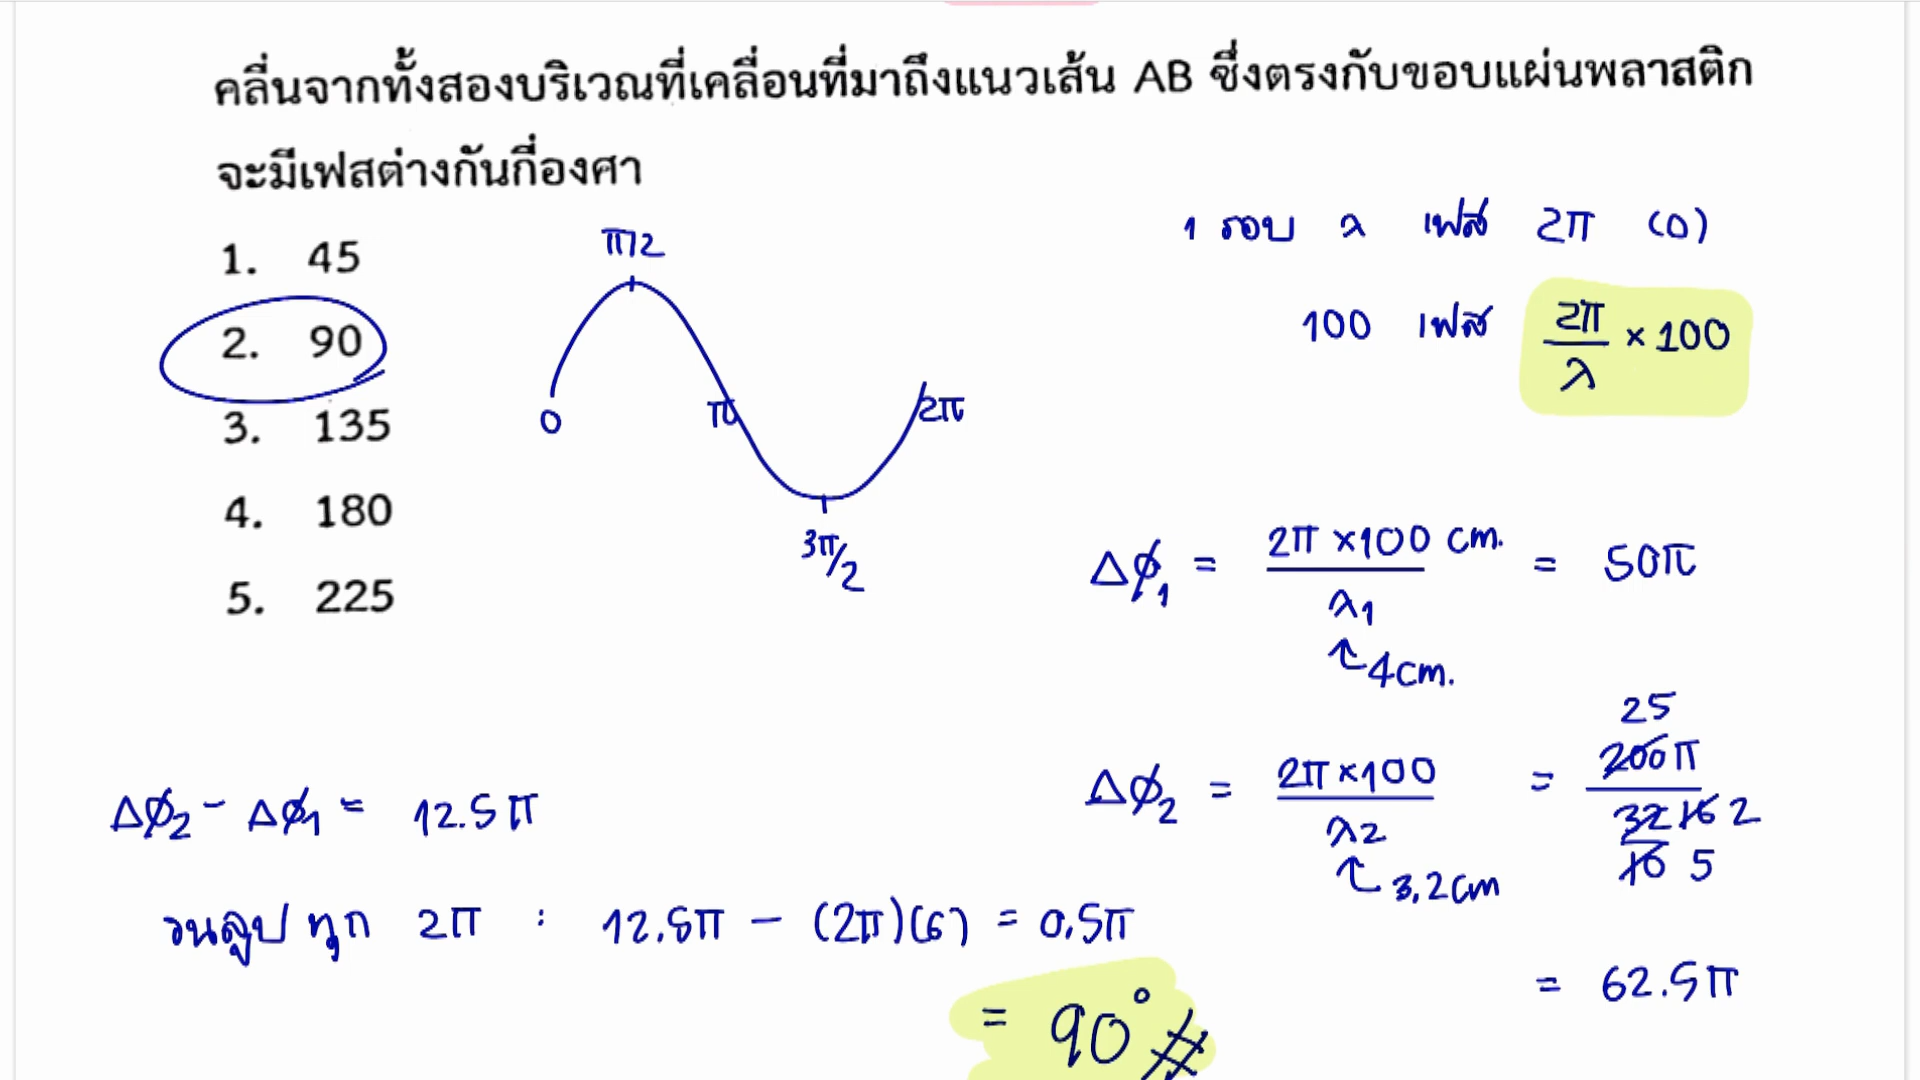 คลื่นจากทั้งสองบริเวณที่เคลื่อนที่มาถึงแนวเส้น AB ซึ่งตรงกับขอบแผ่นพลาสติก
จะมีเฟสต่างกันกี่องศา
1. 45
2. 90
3. 135
4. 180
5. 225
π/2
0
π
3π/2
2π
1 รอบ λ เฟส 2π (0)
100 เฟส 2π/λ × 100
Δφ₁ = 2π×100 cm. / λ₁ = 50π
4cm.
Δφ₂ = 2π×100 / λ2 = 200π / 32 16 2
25
10 5
3.2cm
= 62.5π
Δφ₂ - Δφ₁ = 12.5π
วนลูป ทุก 2π : 12.5π - (2π)(6) = 0.5π
= 90° #